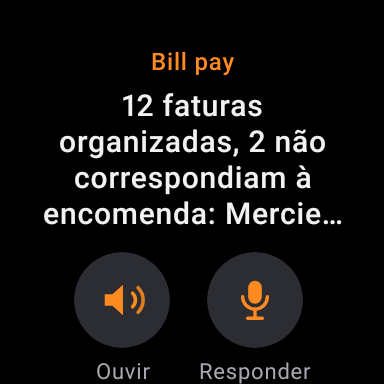 Bill pay
12 faturas
organizadas, 2 não
correspondiam à
encomenda: Mercie…
Ouvir
Responder